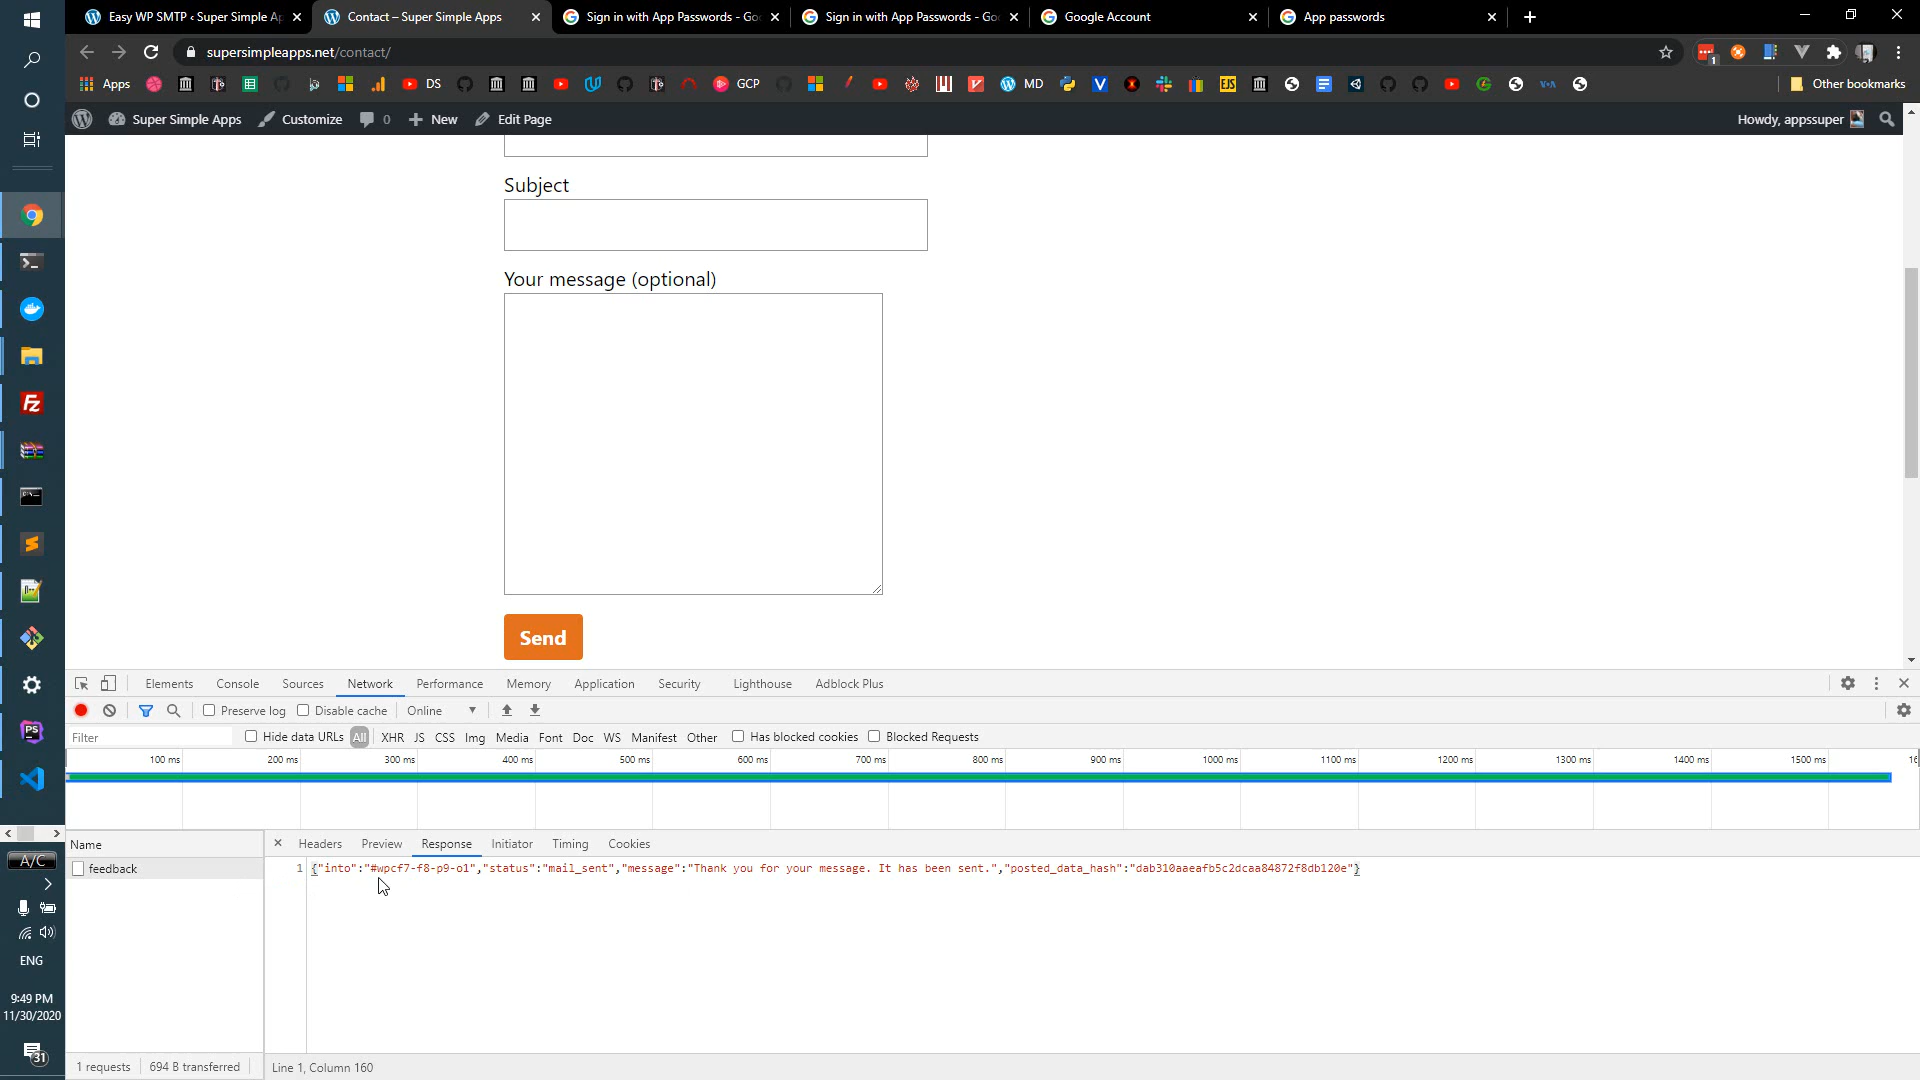 Easy WP SMTP ‹ Super Simple Ap
Contact – Super Simple Apps
Sign in with App Passwords - Go
Sign in with App Passwords - Go
Google Account
App passwords
supersimpleapps.net/contact/
1
Apps
DS
GCP
MD
EJS
Other bookmarks
Super Simple Apps
Customize
0
New
Edit Page
Howdy, appssuper
Subject
Your message (optional)
Send
Elements
Console
Sources
Network
Performance
Memory
Application
Security
Lighthouse
Adblock Plus
Preserve log
Disable cache
Online
Filter
Hide data URLs
All
XHR
JS
CSS
Img
Media
Font
Doc
WS
Manifest
Other
Has blocked cookies
Blocked Requests
100 ms
200 ms
300 ms
400 ms
500 ms
600 ms
700 ms
800 ms
900 ms
1000 ms
1100 ms
1200 ms
1300 ms
1400 ms
1500 ms
16
Name
Headers
Preview
Response
Initiator
Timing
Cookies
feedback
1
{"into":"#wpcf7-f8-p9-o1","status":"mail_sent","message":"Thank you for your message. It has been sent.","posted_data_hash":"dab310aaeafb5c2dcaa84872f8db120e"}
A/C
ENG
9:49 PM
11/30/2020
31
1 requests
694 B transferred
Line 1, Column 160